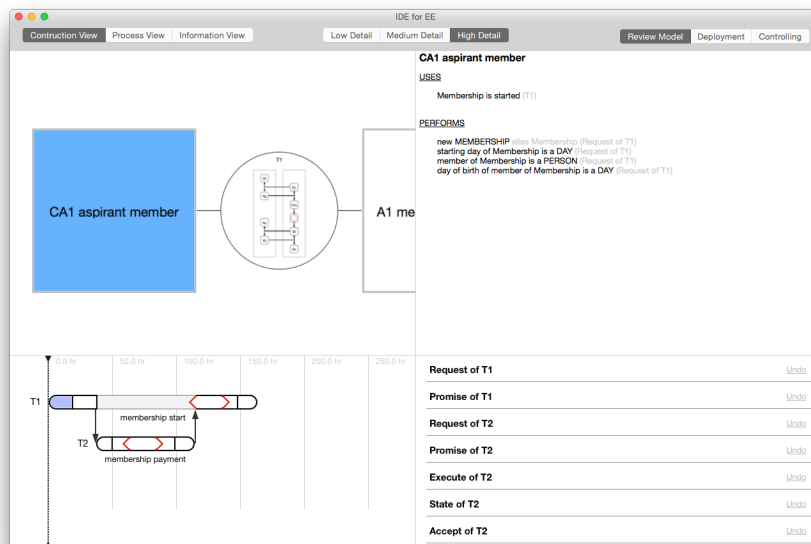 IDE for EE
Contruction View Process View Information View Low Detail Medium Detail High Detail Review Model Deployment Controlling
CA1 aspirant member
USES
Membership is started (T1)
PERFORMS
new MEMBERSHIP alias Membership (Request of T1)
starting day of Membership is a DAY (Request of T1)
member of Membership is a PERSON (Request of T1)
day of birth of member of Membership is a DAY (Request of T1)
T1
CA1 aspirant member
A1 me
0.0 hr 50.0 hr 100.0 hr 150.0 hr 200.0 hr 250.0 hr
T1
membership start
T2
membership payment
Request of T1 Undo
Promise of T1 Undo
Request of T2 Undo
Promise of T2 Undo
Execute of T2 Undo
State of T2 Undo
Accept of T2 Undo